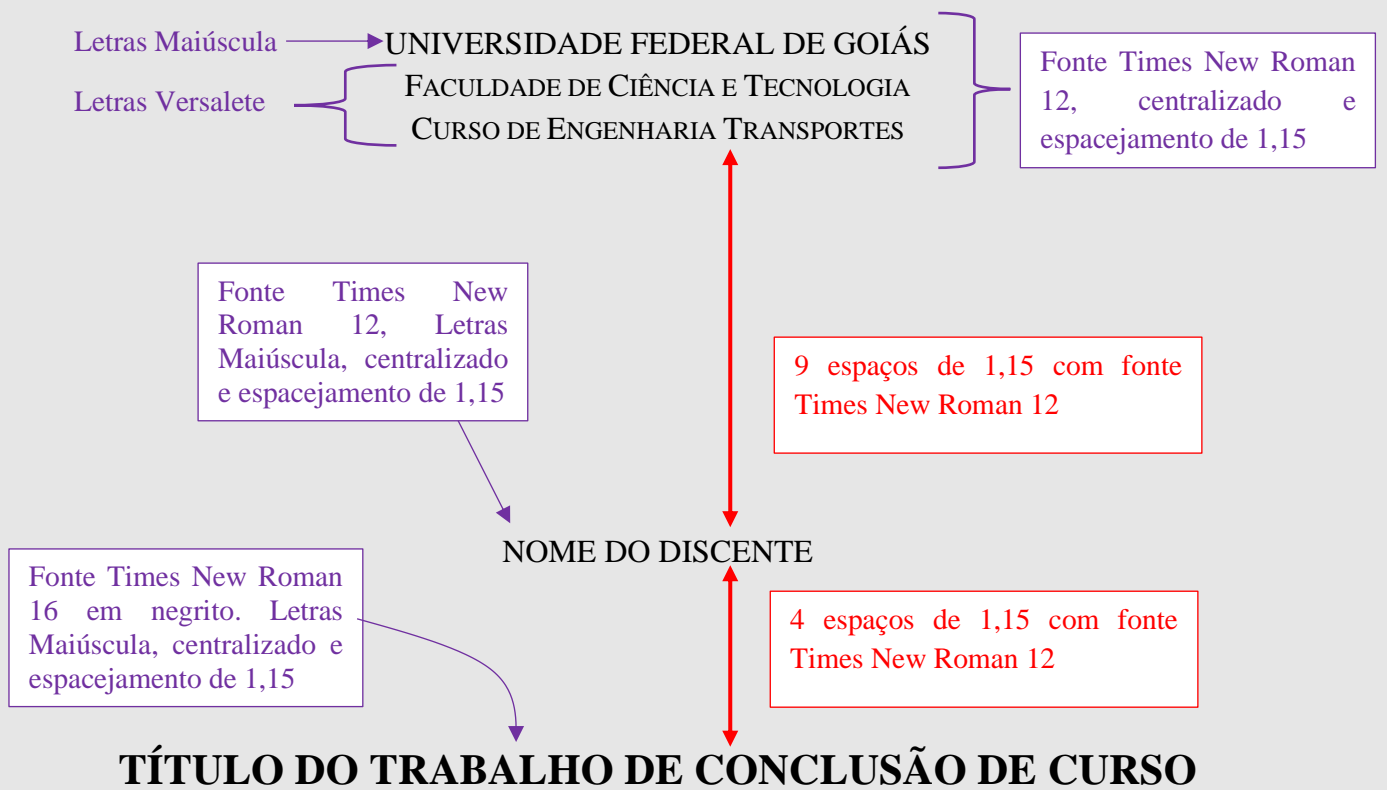 Letras Maiúscula
UNIVERSIDADE FEDERAL DE GOIÁS
Letras Versalete
FACULDADE DE CIÊNCIA E TECNOLOGIA
CURSO DE ENGENHARIA TRANSPORTES
Fonte Times New Roman
12, centralizado e
espacejamento de 1,15
Fonte Times New
Roman 12, Letras
Maiúscula, centralizado
e espacejamento de 1,15
9 espaços de 1,15 com fonte
Times New Roman 12
NOME DO DISCENTE
Fonte Times New Roman
16 em negrito. Letras
Maiúscula, centralizado e
espacejamento de 1,15
4 espaços de 1,15 com fonte
Times New Roman 12
TÍTULO DO TRABALHO DE CONCLUSÃO DE CURSO